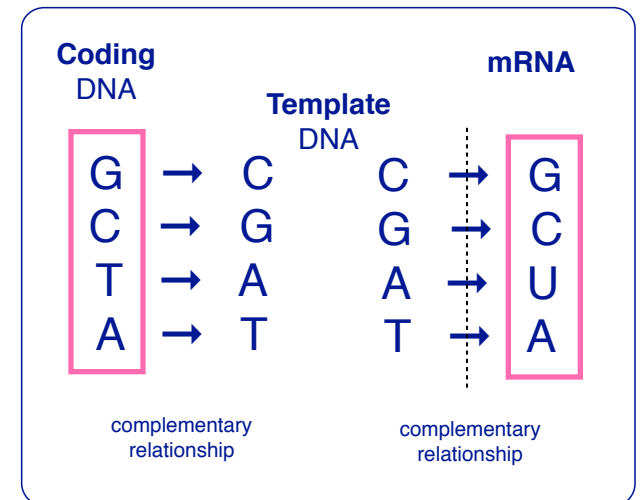 Coding
DNA
mRNA
Template
DNA
G → C C → G
C → G G → C
T → A A → U
A → T T → A
complementary
relationship
complementary
relationship